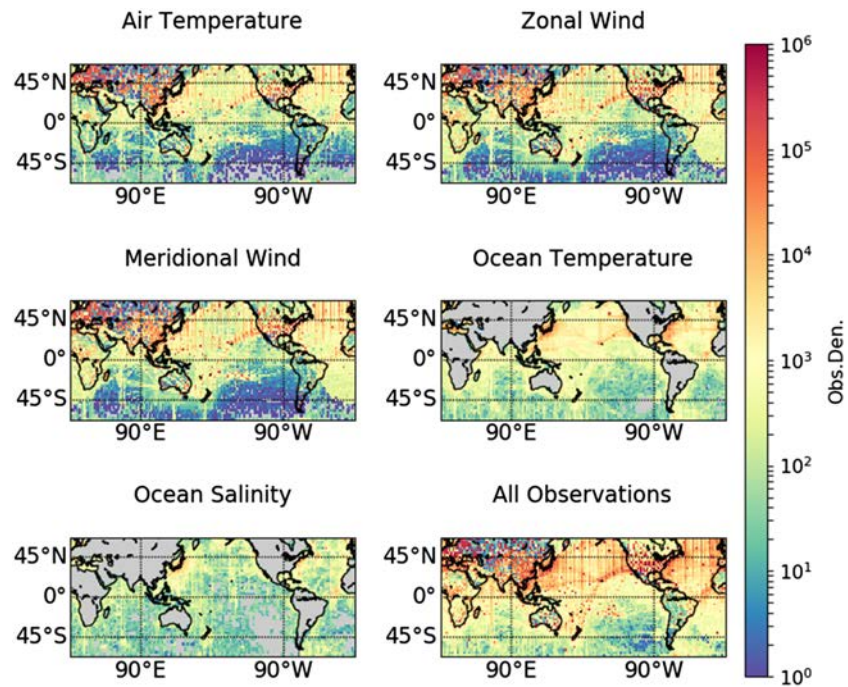 Air Temperature
Zonal Wind
45°N
0°
45°S
90°E
90°W
45°N
0°
45°S
90°E
90°W
Meridional Wind
Ocean Temperature
45°N
0°
45°S
90°E
90°W
45°N
0°
45°S
90°E
90°W
Ocean Salinity
All Observations
45°N
0°
45°S
90°E
90°W
45°N
0°
45°S
90°E
90°W
10⁶
10⁵
10⁴
10³
10²
10¹
10⁰
Obs.Den.